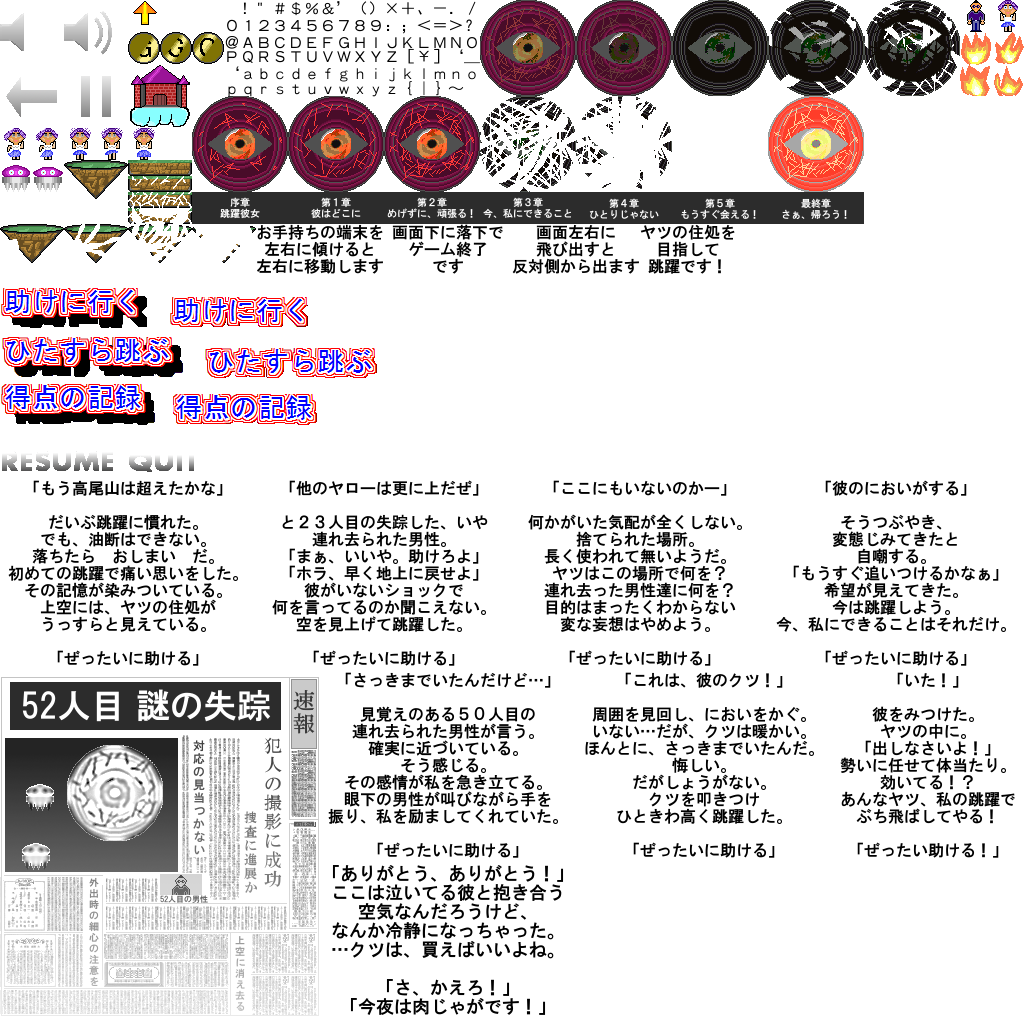 ！＂＃＄％＆’（）×＋、－．／
０１２３４５６７８９：；＜＝＞？
＠ＡＢＣＤＥＦＧＨＩＪＫＬＭＮＯ
ＰＱＲＳＴＵＶＷＸＹＺ［￥］＾＿
‘ａｂｃｄｅｆｇｈｉｊｋｌｍｎｏ
ｐｑｒｓｔｕｖｗｘｙｚ｛｜｝～
序章
跳躍彼女
第１章
彼はどこに
第２章
めげずに、頑張る！
第３章
今、私にできること
第４章
ひとりじゃない
第５章
もうすぐ会える！
最終章
さぁ、帰ろう！
お手持ちの端末を
左右に傾けると
左右に移動します
画面下に落下で
ゲーム終了
です
画面左右に
飛び出すと
反対側から出ます
ヤツの住処を
目指して
跳躍です！
助けに行く
助けに行く
ひたすら跳ぶ
ひたすら跳ぶ
得点の記録
得点の記録
RESUME QUIT
「もう高尾山は超えたかな」
だいぶ跳躍に慣れた。
でも、油断はできない。
落ちたら　おしまい　だ。
初めての跳躍で痛い思いをした。
その記憶が染みついている。
上空には、ヤツの住処が
うっすらと見えている。
「ぜったいに助ける」
「他のヤローは更に上だぜ」
と２３人目の失踪した、いや
連れ去られた男性。
「まぁ、いいや。助けろよ」
「ホラ、早く地上に戻せよ」
彼がいないショックで
何を言ってるのか聞こえない。
空を見上げて跳躍した。
「ぜったいに助ける」
「ここにもいないのかー」
何かがいた気配が全くしない。
捨てられた場所。
長く使われて無いようだ。
ヤツはこの場所で何を？
連れ去った男性達に何を？
目的はまったくわからない
変な妄想はやめよう。
「ぜったいに助ける」
「彼のにおいがする」
そうつぶやき、
変態じみてきたと
自嘲する。
「もうすぐ追いつけるかなぁ」
希望が見えてきた。
今は跳躍しよう。
今、私にできることはそれだけ。
「ぜったいに助ける」
52人目 謎の失踪
速報
犯人の撮影に成功
捜査に進展か
対応の見当つかない
52人目の男性
外出時の細心の注意を
上空に消え去る
「さっきまでいたんだけど…」
見覚えのある５０人目の
連れ去られた男性が言う。
確実に近づいている。
そう感じる。
その感情が私を急き立てる。
眼下の男性が叫びながら手を
振り、私を励ましてくれていた。
「ぜったいに助ける」
「これは、彼のクツ！」
周囲を見回し、においをかぐ。
いない…だが、クツは暖かい。
ほんとに、さっきまでいたんだ。
悔しい。
だがしょうがない。
クツを叩きつけ
ひときわ高く跳躍した。
「ぜったいに助ける」
「いた！」
彼をみつけた。
ヤツの中に。
「出しなさいよ！」
勢いに任せて体当たり。
効いてる！？
あんなヤツ、私の跳躍で
ぶち飛ばしてやる！
「ぜったい助ける！」
「ありがとう、ありがとう！」
ここは泣いてる彼と抱き合う
空気なんだろうけど、
なんか冷静になっちゃった。
…クツは、買えばいいよね。
「さ、かえろ！」
「今夜は肉じゃがです！」